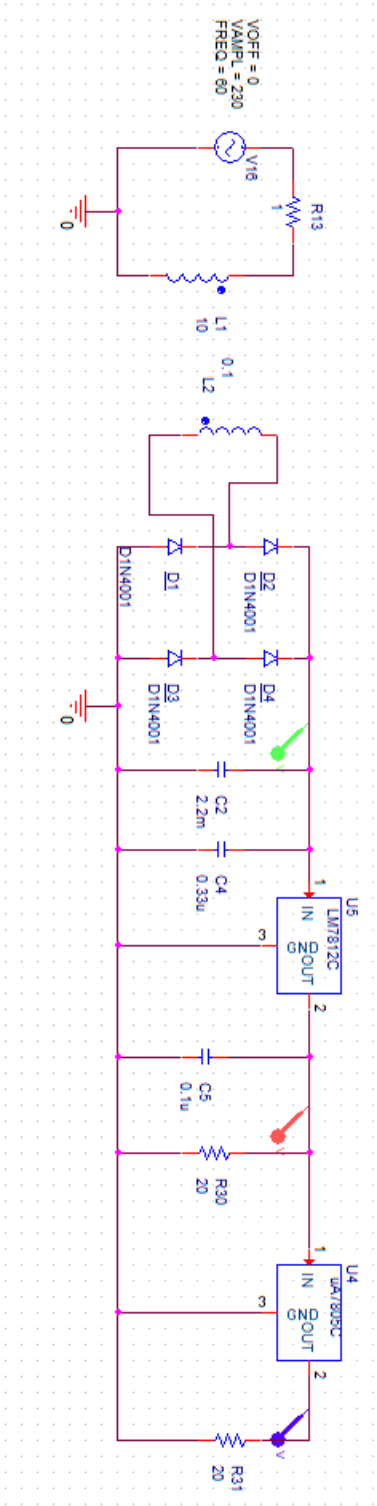 VOFF = 0
VAMPL = 230
FREQ = 60
V16
R13
1
0
L1
10
0.1
L2
D1N4001
D1
D2
D1N4001
D3
D1N4001
D4
D1N4001
0
V
C2
2.2m
C4
0.33u
U5
LM7812C
1
IN
OUT
2
GND
3
C5
0.1u
V
R30
20
U4
uA7805C
1
IN
OUT
2
GND
3
V
R31
20